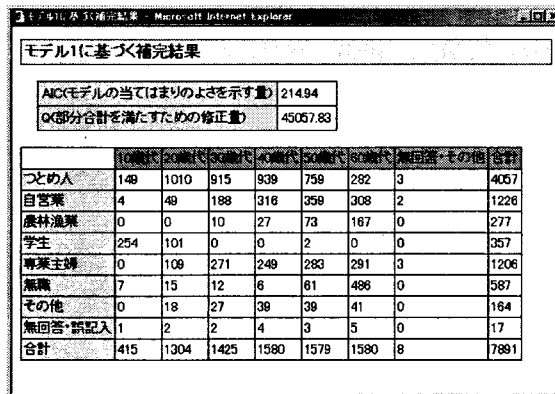 モデル1に基づく補完結果 - Microsoft Internet Explorer
モデル1に基づく補完結果
AIC(モデルの当てはまりのよさを示す量) 214.94
Q(部分合計を満たすための修正量) 45057.83
10歳代 20歳代 30歳代 40歳代 50歳代 60歳代 無回答・その他 合計
つとめ人 149 1010 915 939 759 282 3 4057
自営業 4 49 188 316 359 308 2 1226
農林漁業 0 0 10 27 73 167 0 277
学生 254 101 0 0 2 0 0 357
専業主婦 0 109 271 249 283 291 3 1206
無職 7 15 12 6 61 486 0 587
その他 0 18 27 39 39 41 0 164
無回答・誤記入 1 2 2 4 3 5 0 17
合計 415 1304 1425 1580 1579 1580 8 7891